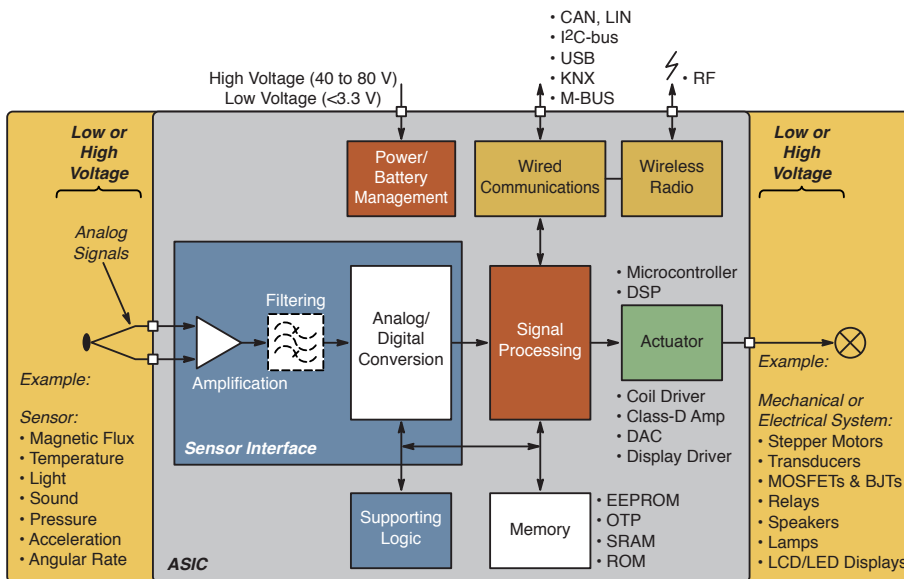 • CAN, LIN
• I²C-bus
• USB
• KNX
• M-BUS
High Voltage (40 to 80 V)
Low Voltage (<3.3 V)
• RF
Low or
High
Voltage
Power/
Battery
Management
Wired
Communications
Wireless
Radio
Low or
High
Voltage
Analog
Signals
Filtering
Amplification
Analog/
Digital
Conversion
Sensor Interface
Signal
Processing
• Microcontroller
• DSP
Actuator
• Coil Driver
• Class-D Amp
• DAC
• Display Driver
Example:
Sensor:
• Magnetic Flux
• Temperature
• Light
• Sound
• Pressure
• Acceleration
• Angular Rate
Supporting
Logic
Memory
• EEPROM
• OTP
• SRAM
• ROM
ASIC
Example:
Mechanical or
Electrical System:
• Stepper Motors
• Transducers
• MOSFETs & BJTs
• Relays
• Speakers
• Lamps
• LCD/LED Displays